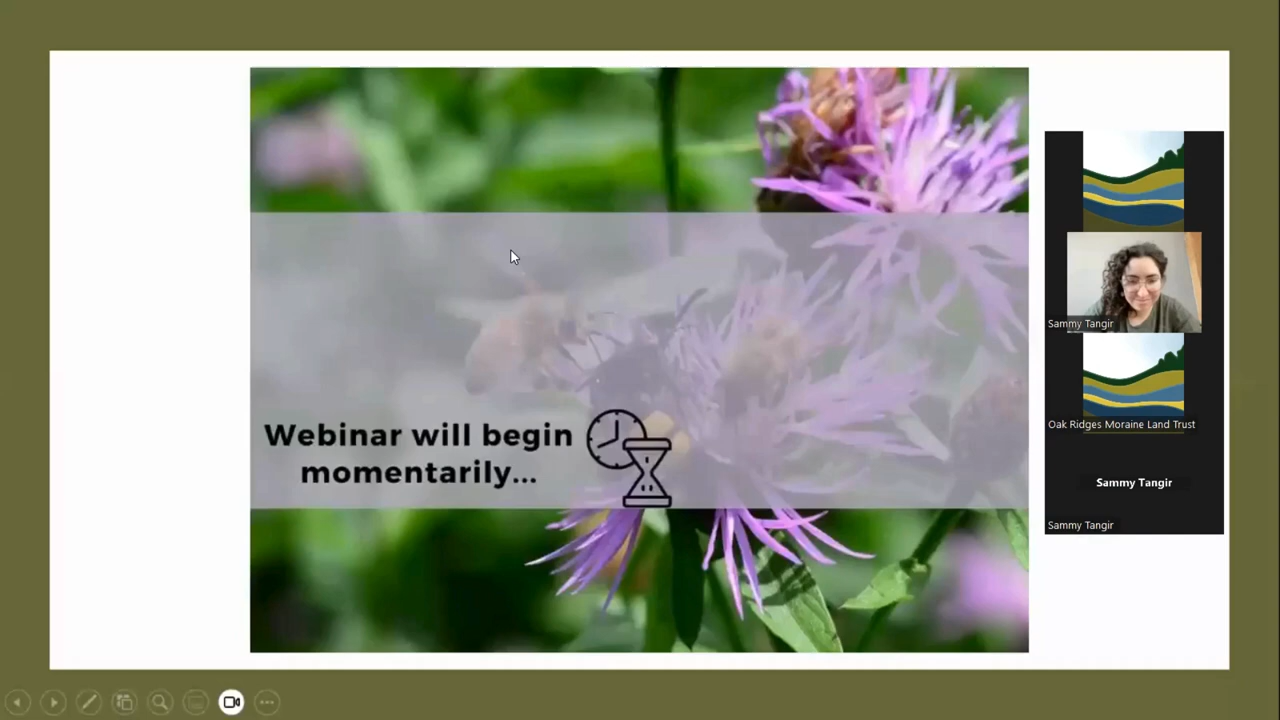 Webinar will begin
momentarily...
Sammy Tangir
Oak Ridges Moraine Land Trust
Sammy Tangir
Sammy Tangir